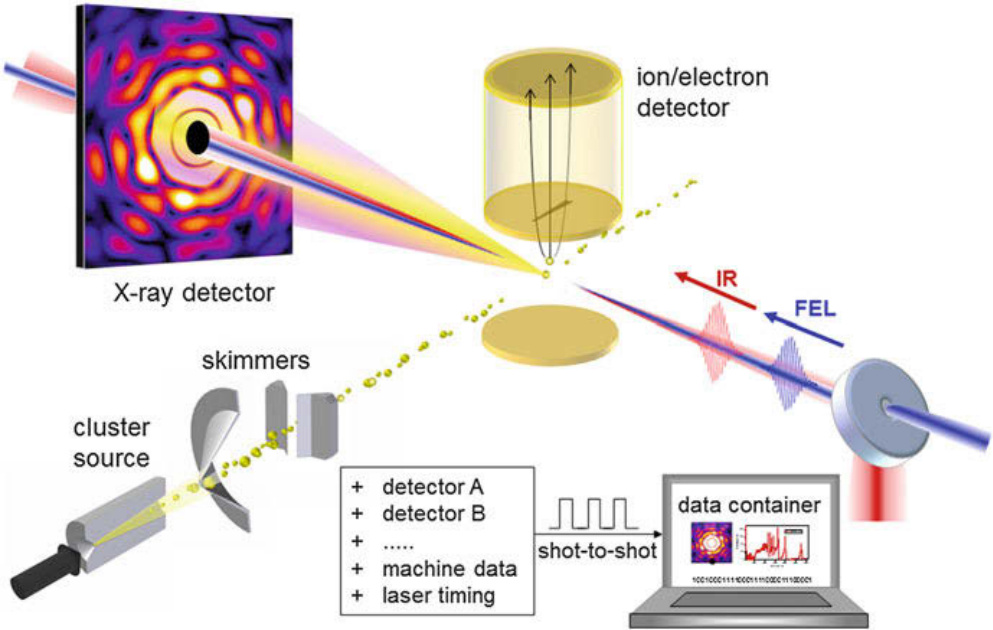 ion/electron
detector
X-ray detector
IR
FEL
skimmers
cluster
source
+ detector A
+ detector B
+ .....
+ machine data
+ laser timing
shot-to-shot
data container